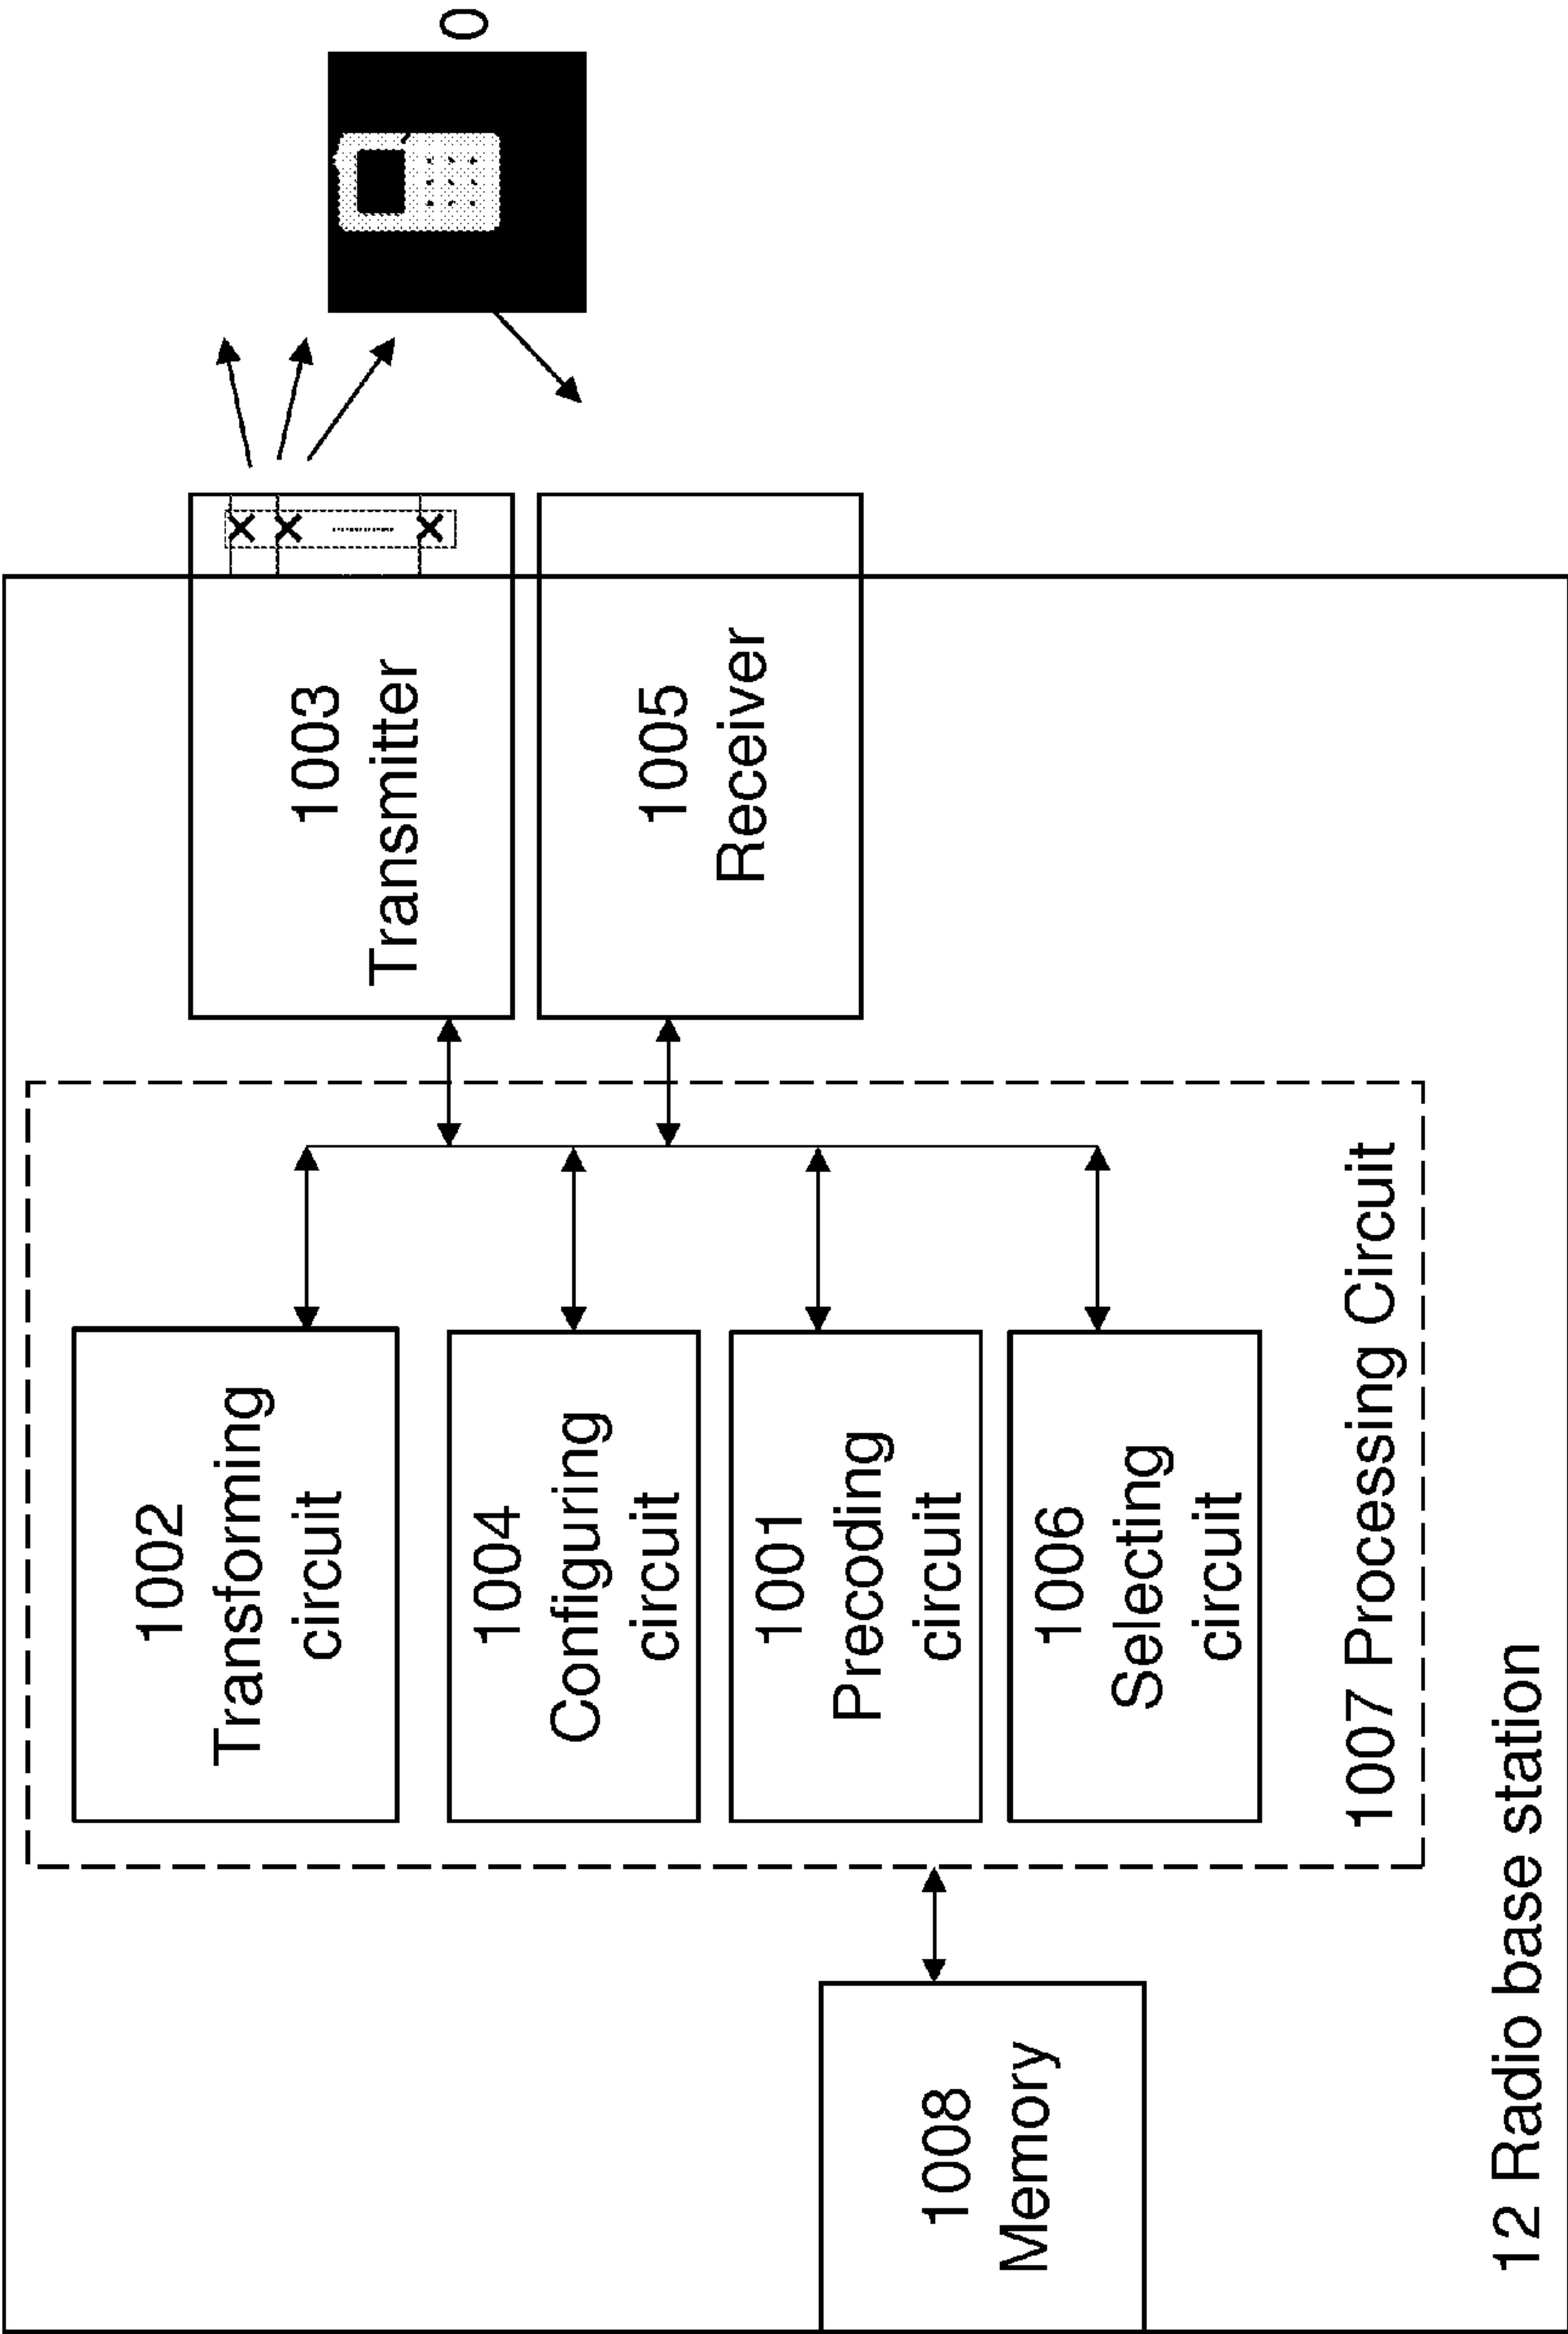 1002
Transforming
circuit
1004
Configuring
circuit
1001
Precoding
circuit
1006
Selecting
circuit
1007 Processing Circuit
1003
Transmitter
1005
Receiver
1008
Memory
12 Radio base station
0